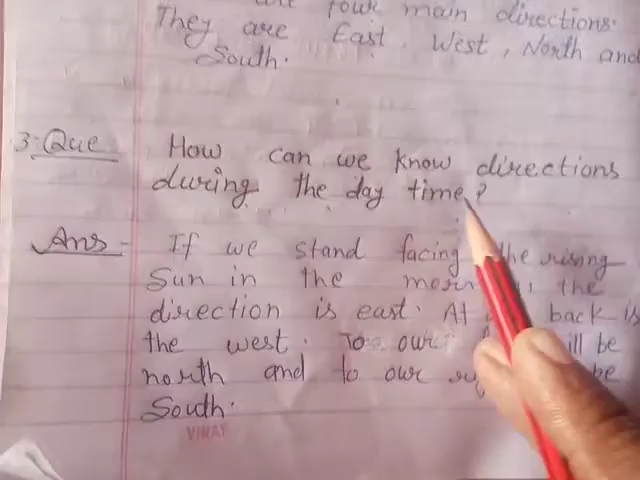 are four main directions.
They are East. West, North and
South.
3. Que How can we know directions
during the day time?
Ans - If we stand facing the rising
Sun in the the
direction is east. At back is
the west. To our be
north and to our be
South.
VINAY